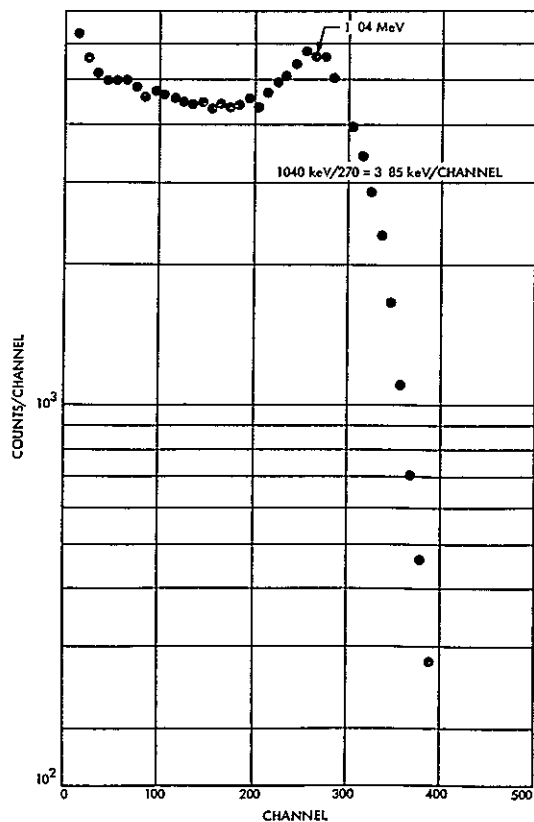 1 04 MeV
1040 keV/270 = 3 85 keV/CHANNEL
COUNTS/CHANNEL
10³
10²
0 100 200 300 400 500
CHANNEL